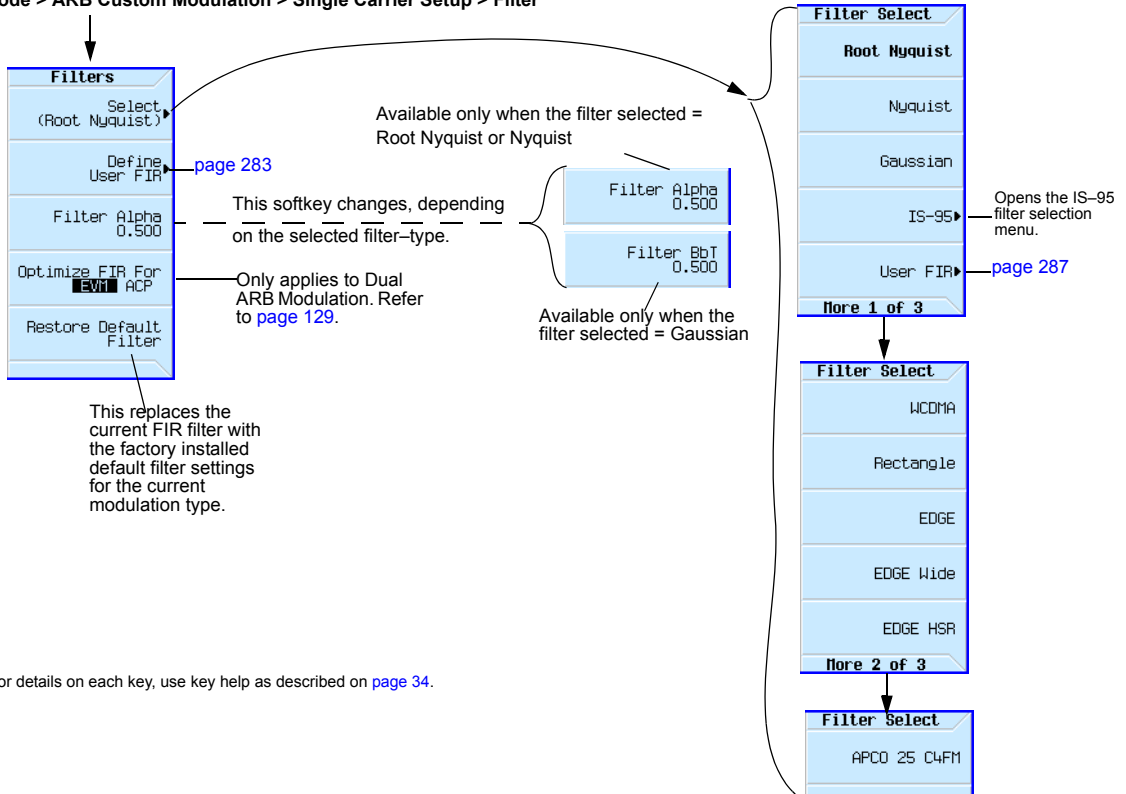 ode > ARB Custom Modulation > Single Carrier Setup > Filter
Filters
Select
(Root Nyquist)
Define
User FIR
page 283
Filter Alpha
0.500
Optimize FIR For
EVM ACP
Restore Default
Filter
This softkey changes, depending
on the selected filter–type.
Only applies to Dual
ARB Modulation. Refer
to page 129.
This replaces the
current FIR filter with
the factory installed
default filter settings
for the current
modulation type.
Available only when the filter selected =
Root Nyquist or Nyquist
Filter Alpha
0.500
Filter BbT
0.500
Available only when the
filter selected = Gaussian
Filter Select
Root Nyquist
Nyquist
Gaussian
IS-95
Opens the IS–95
filter selection
menu.
User FIR
page 287
More 1 of 3
Filter Select
WCDMA
Rectangle
EDGE
EDGE Wide
EDGE HSR
More 2 of 3
Filter Select
APCO 25 C4FM
or details on each key, use key help as described on page 34.